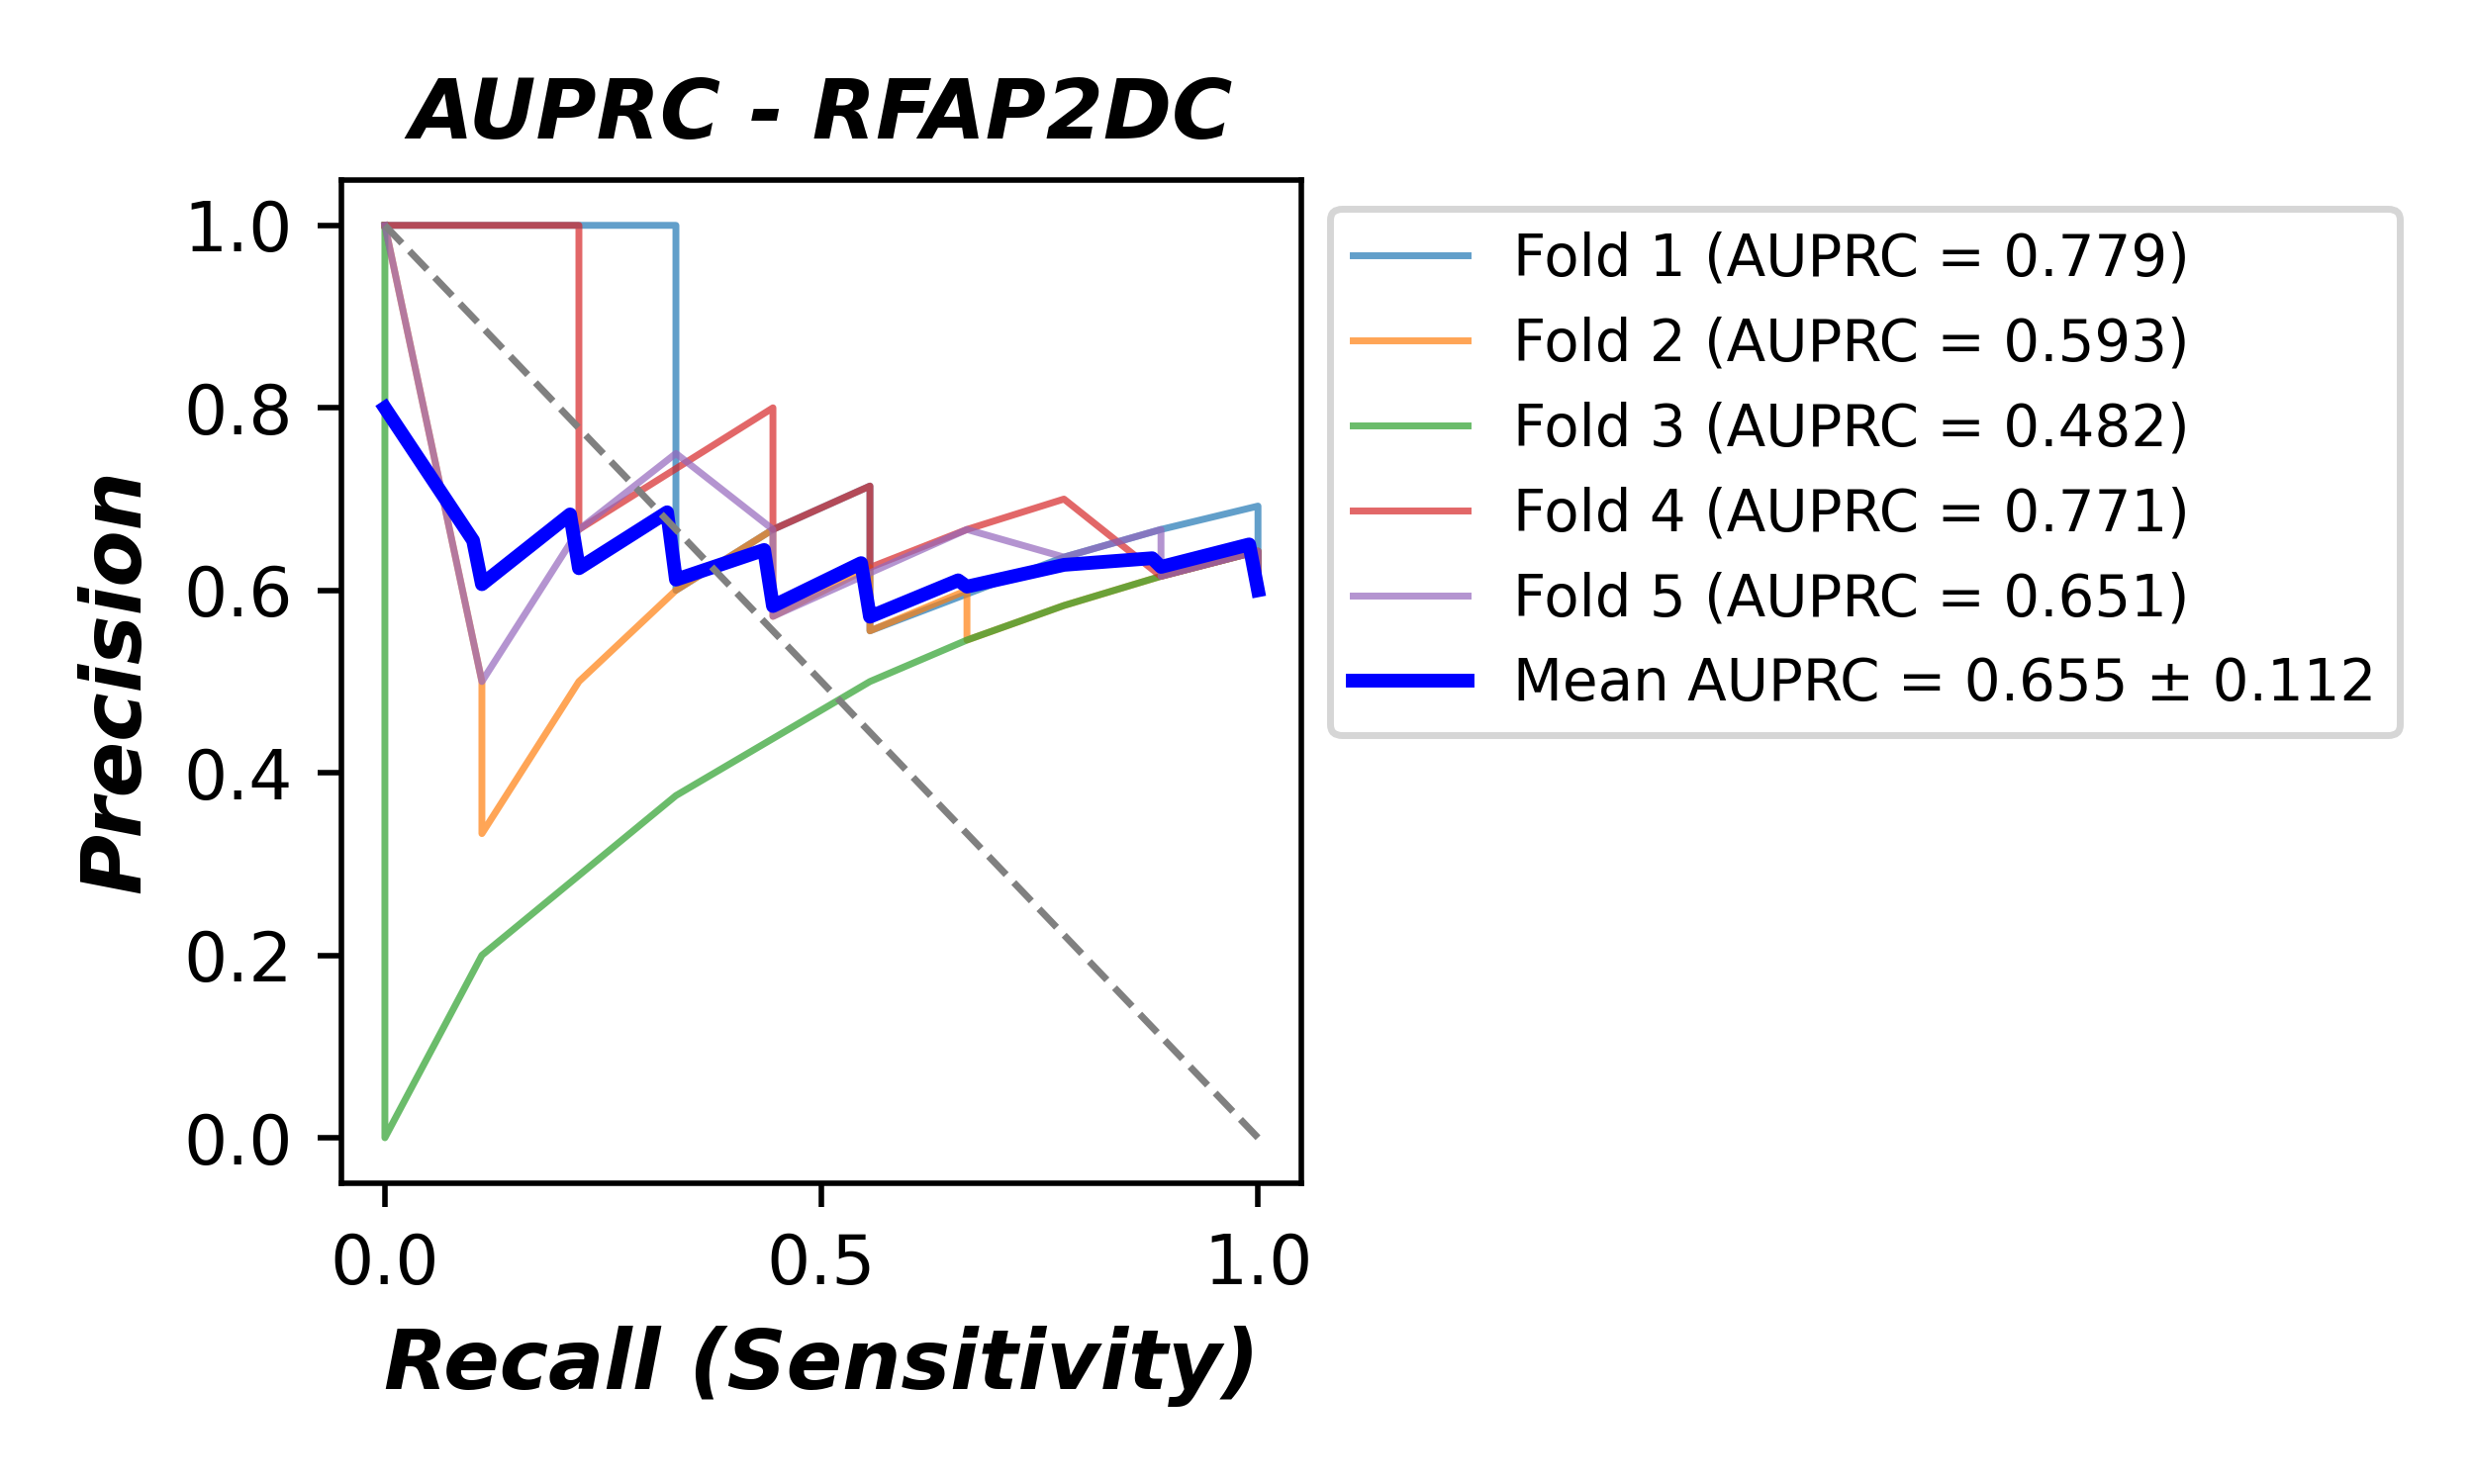 AUPRC - RFAP2DC
Precision
1.0
0.8
0.6
0.4
0.2
0.0
0.0 0.5 1.0
Recall (Sensitivity)
Fold 1 (AUPRC = 0.779)
Fold 2 (AUPRC = 0.593)
Fold 3 (AUPRC = 0.482)
Fold 4 (AUPRC = 0.771)
Fold 5 (AUPRC = 0.651)
Mean AUPRC = 0.655 ± 0.112